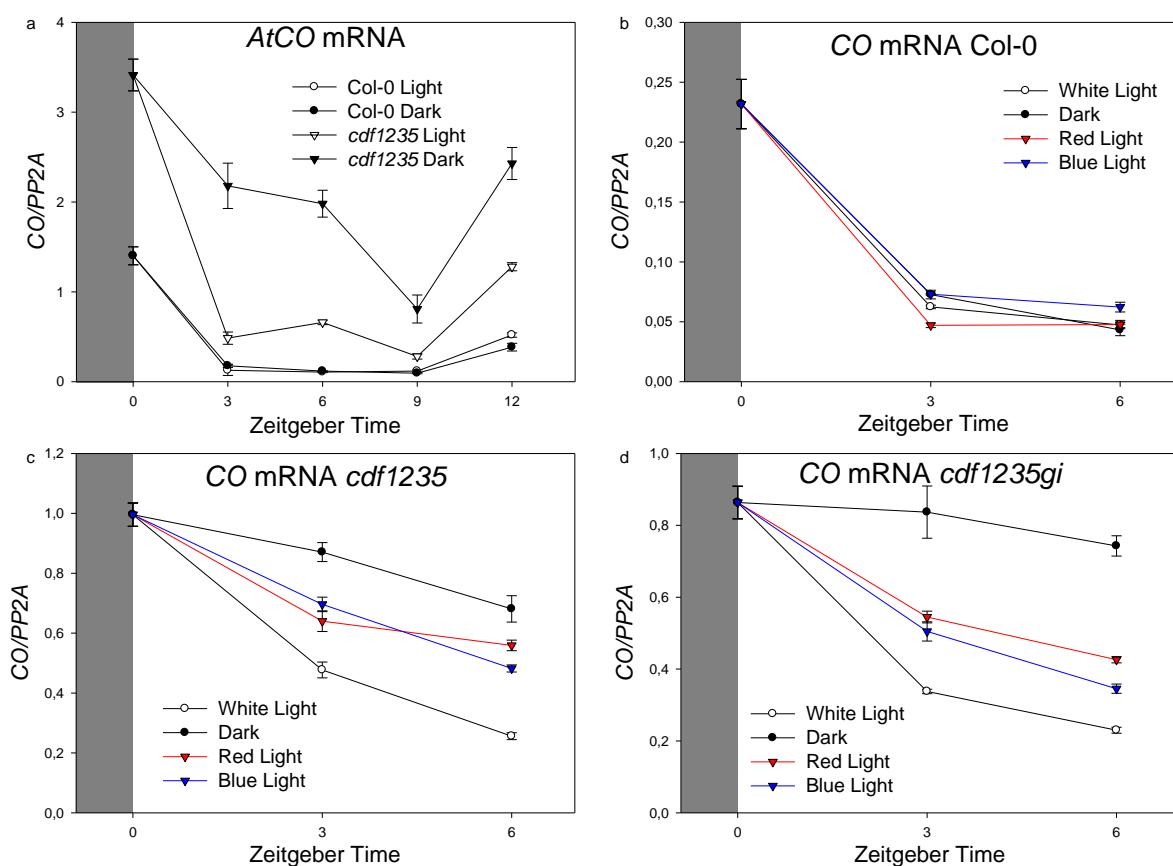 a
AtCO mRNA
Col-0 Light
Col-0 Dark
cdf1235 Light
cdf1235 Dark
CO/PP2A
4
3
2
1
0
0 3 6 9 12
Zeitgeber Time
b
CO mRNA Col-0
White Light
Dark
Red Light
Blue Light
CO/PP2A
0,30
0,25
0,20
0,15
0,10
0,05
0,00
0 3 6
Zeitgeber Time
c
CO mRNA cdf1235
CO/PP2A
1,2
1,0
0,8
0,6
0,4
0,2
0,0
White Light
Dark
Red Light
Blue Light
0 3 6
Zeitgeber Time
d
CO mRNA cdf1235gi
CO/PP2A
1,0
0,8
0,6
0,4
0,2
0,0
White Light
Dark
Red Light
Blue Light
0 3 6
Zeitgeber Time